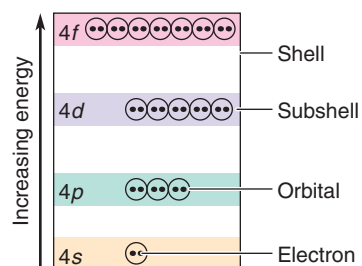 4f
Shell
4d
Subshell
4p
Orbital
4s
Electron
Increasing energy